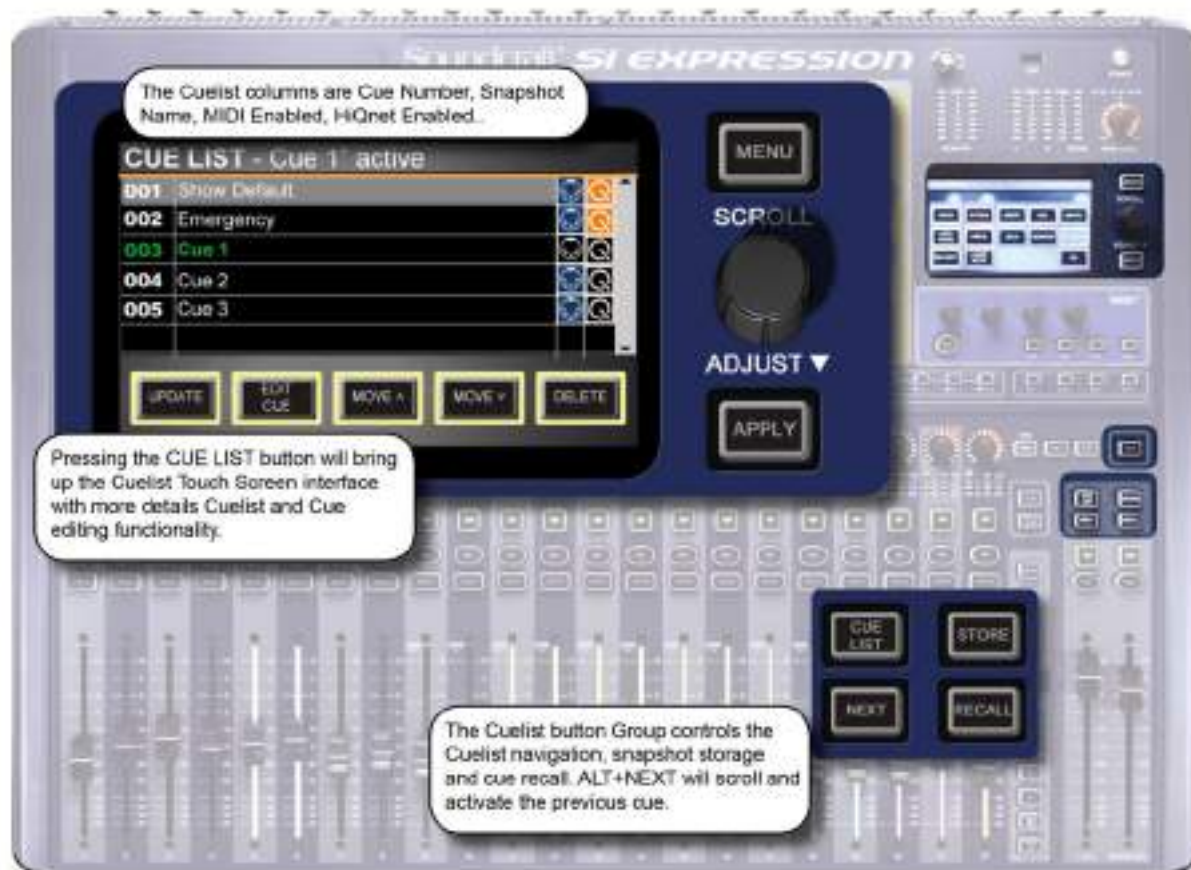 Soundcraft SI EXPRESSION
The Cuelist columns are Cue Number, Snapshot
Name, MIDI Enabled, HiQnet Enabled..
CUE LIST - Cue 1* active
001 Show Default
002 Emergency
003 Cue 1
004 Cue 2
005 Cue 3
UPDATE
EDIT
CUE
MOVE ˄
MOVE ˅
DELETE
MENU
SCROLL
ADJUST ▼
APPLY
Pressing the CUE LIST button will bring
up the Cuelist Touch Screen interface
with more details Cuelist and Cue
editing functionality.
CUE
LIST
STORE
NEXT
RECALL
The Cuelist button Group controls the
Cuelist navigation, snapshot storage
and cue recall. ALT+NEXT will scroll and
activate the previous cue.